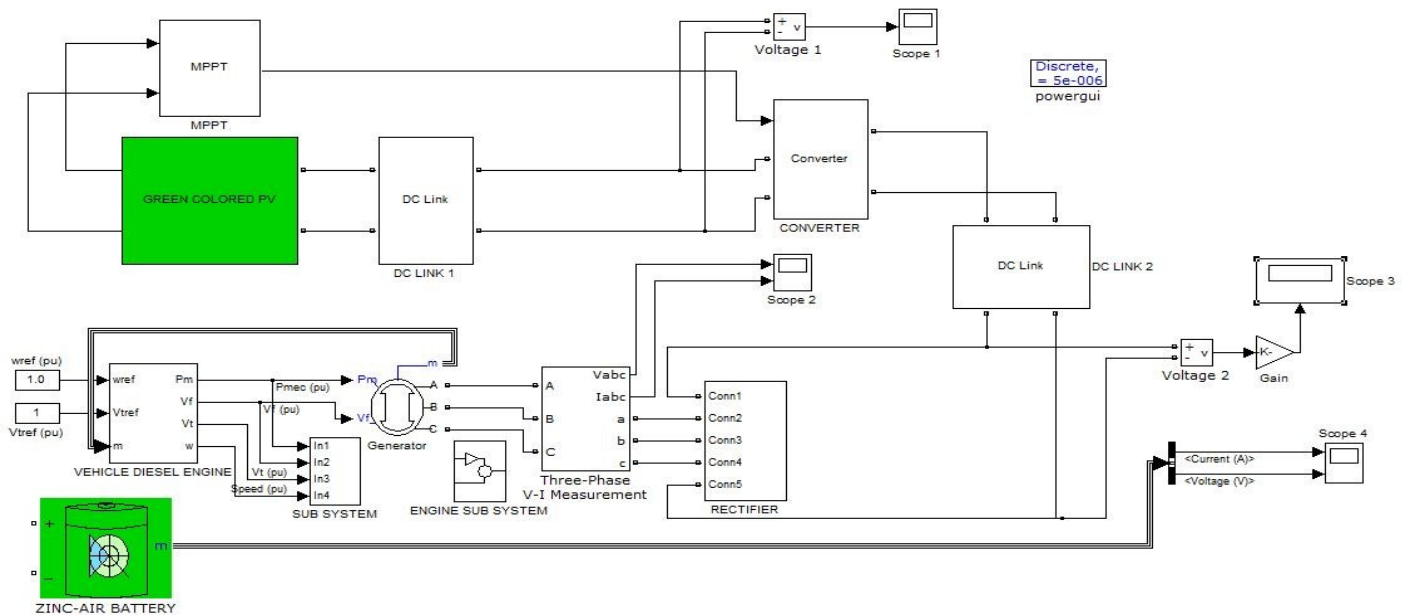 MPPT
MPPT
GREEN COLORED PV
DC Link
DC LINK 1
+
-
v
Voltage 1
Scope 1
Discrete,
= 5e-006
powergui
Converter
CONVERTER
DC Link
DC LINK 2
Scope 2
Scope 3
wref (pu)
1.0
1
Vtref (pu)
wref
Vtref
m
Pm
Vf
Vt
w
VEHICLE DIESEL ENGINE
Pmec (pu)
Vf (pu)
Vt (pu)
Speed (pu)
In1
In2
In3
In4
SUB SYSTEM
m
Pm
Vf_
A
B
C
Generator
ENGINE SUB SYSTEM
A
B
C
Vabc
Iabc
a
b
c
Three-Phase
V-I Measurement
Conn1
Conn2
Conn3
Conn4
Conn5
RECTIFIER
+
-
v
Voltage 2
K-
Gain
Scope 4
<Current (A)>
<Voltage (V)>
+
_
m
ZINC-AIR BATTERY